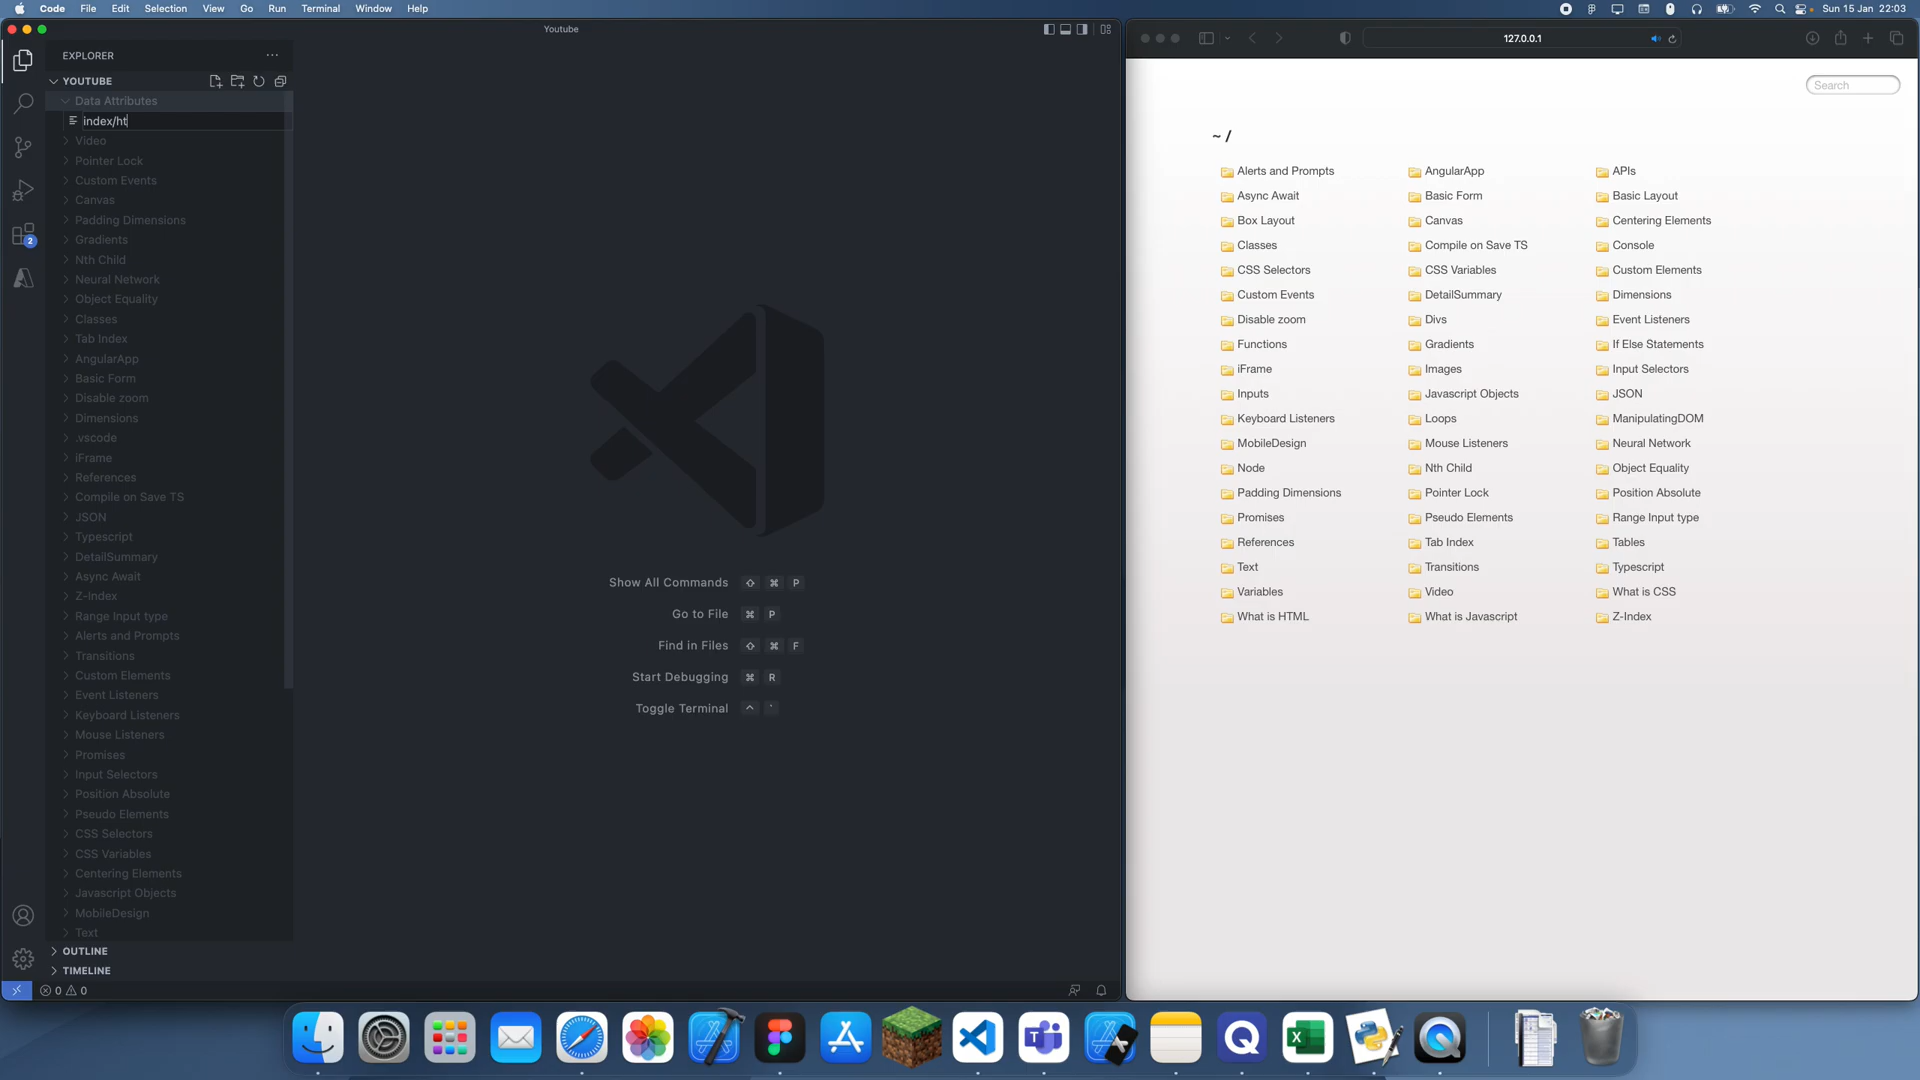 Code File Edit Selection View Go Run Terminal Window Help
Sun 15 Jan 22:03
Youtube
127.0.0.1
EXPLORER
YOUTUBE
Data Attributes
index/ht
Video
Pointer Lock
Custom Events
Canvas
Padding Dimensions
Gradients
Nth Child
Neural Network
Object Equality
Classes
Tab Index
AngularApp
Basic Form
Disable zoom
Dimensions
.vscode
iFrame
References
Compile on Save TS
JSON
Typescript
DetailSummary
Async Await
Z-Index
Range Input type
Alerts and Prompts
Transitions
Custom Elements
Event Listeners
Keyboard Listeners
Mouse Listeners
Promises
Input Selectors
Position Absolute
Pseudo Elements
CSS Selectors
CSS Variables
Centering Elements
Javascript Objects
MobileDesign
Text
OUTLINE
TIMELINE
0 0
2
Show All Commands ⇧ ⌘ P
Go to File ⌘ P
Find in Files ⇧ ⌘ F
Start Debugging ⌘ R
Toggle Terminal ^ `
Search
~ /
Alerts and Prompts AngularApp APIs
Async Await Basic Form Basic Layout
Box Layout Canvas Centering Elements
Classes Compile on Save TS Console
CSS Selectors CSS Variables Custom Elements
Custom Events DetailSummary Dimensions
Disable zoom Divs Event Listeners
Functions Gradients If Else Statements
iFrame Images Input Selectors
Inputs Javascript Objects JSON
Keyboard Listeners Loops ManipulatingDOM
MobileDesign Mouse Listeners Neural Network
Node Nth Child Object Equality
Padding Dimensions Pointer Lock Position Absolute
Promises Pseudo Elements Range Input type
References Tab Index Tables
Text Transitions Typescript
Variables Video What is CSS
What is HTML What is Javascript Z-Index